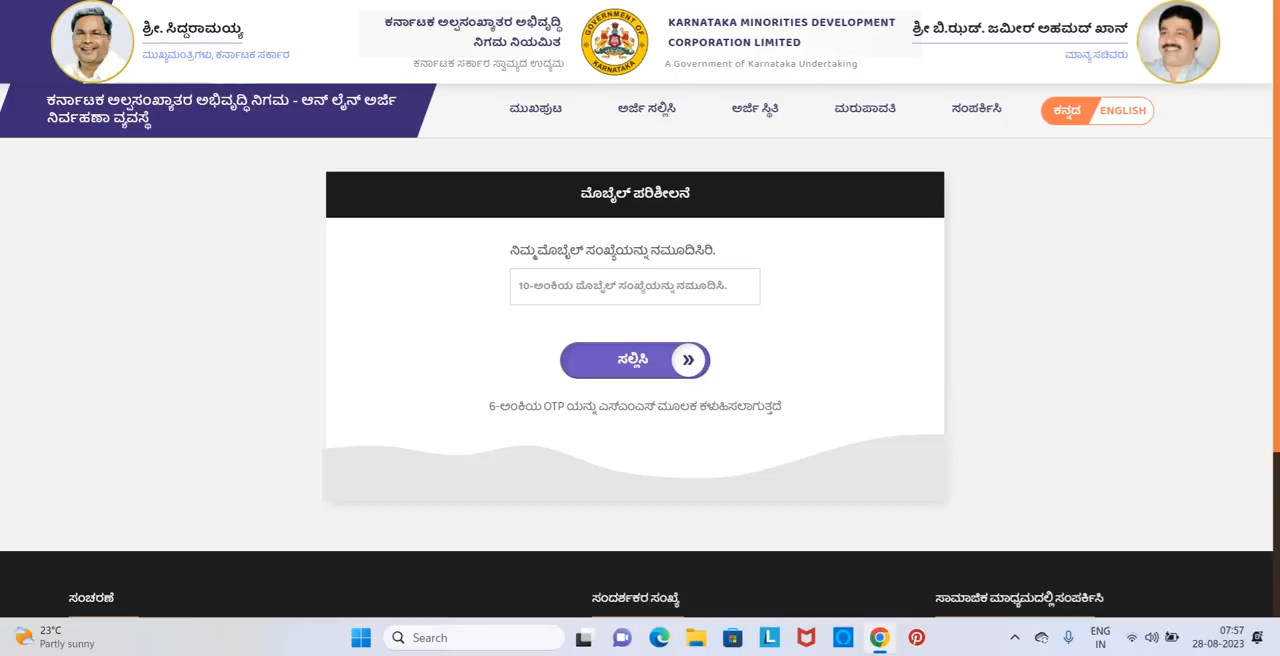 ಶ್ರೀ. ಸಿದ್ದರಾಮಯ್ಯ
ಮುಖ್ಯಮಂತ್ರಿಗಳು, ಕರ್ನಾಟಕ ಸರ್ಕಾರ
ಕರ್ನಾಟಕ ಅಲ್ಪಸಂಖ್ಯಾತರ ಅಭಿವೃದ್ಧಿ
ನಿಗಮ ನಿಯಮಿತ
ಕರ್ನಾಟಕ ಸರ್ಕಾರ ಸ್ವಾಮ್ಯದ ಉದ್ಯಮ
GOVERNMENT OF
KARNATAKA
KARNATAKA MINORITIES DEVELOPMENT
CORPORATION LIMITED
A Government of Karnataka Undertaking
ಶ್ರೀ ಬಿ.ಝಡ್. ಜಮೀರ್ ಅಹಮದ್ ಖಾನ್
ಮಾನ್ಯ ಸಚಿವರು
ಕರ್ನಾಟಕ ಅಲ್ಪಸಂಖ್ಯಾತರ ಅಭಿವೃದ್ಧಿ ನಿಗಮ - ಆನ್ ಲೈನ್ ಅರ್ಜಿ
ನಿರ್ವಹಣಾ ವ್ಯವಸ್ಥೆ
ಮುಖಪುಟ ಅರ್ಜಿ ಸಲ್ಲಿಸಿ ಅರ್ಜಿ ಸ್ಥಿತಿ ಮರುಪಾವತಿ ಸಂಪರ್ಕಿಸಿ ಕನ್ನಡ ENGLISH
ಮೊಬೈಲ್ ಪರಿಶೀಲನೆ
ನಿಮ್ಮ ಮೊಬೈಲ್ ಸಂಖ್ಯೆಯನ್ನು ನಮೂದಿಸಿರಿ.
10-ಅಂಕಿಯ ಮೊಬೈಲ್ ಸಂಖ್ಯೆಯನ್ನು ನಮೂದಿಸಿ.
ಸಲ್ಲಿಸಿ »
6-ಅಂಕಿಯ OTP ಯನ್ನು ಎಸ್ಎಂಎಸ್ ಮೂಲಕ ಕಳುಹಿಸಲಾಗುತ್ತದೆ
ಸಂಚರಣೆ ಸಂದರ್ಶಕರ ಸಂಖ್ಯೆ ಸಾಮಾಜಿಕ ಮಾಧ್ಯಮದಲ್ಲಿ ಸಂಪರ್ಕಿಸಿ
23°C
Partly sunny
Search
L
ENG
IN
07:57
28-08-2023